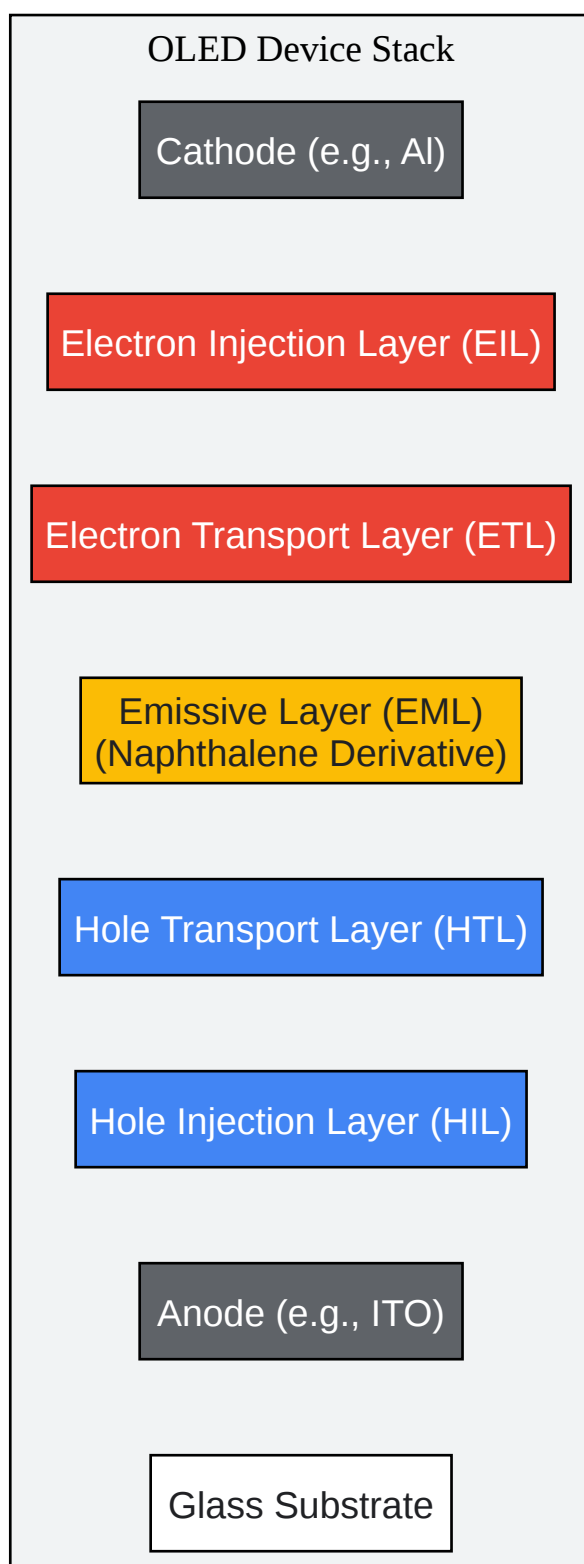 OLED Device Stack
Cathode (e.g., Al)
Electron Injection Layer (EIL)
Electron Transport Layer (ETL)
Emissive Layer (EML)
(Naphthalene Derivative)
Hole Transport Layer (HTL)
Hole Injection Layer (HIL)
Anode (e.g., ITO)
Glass Substrate